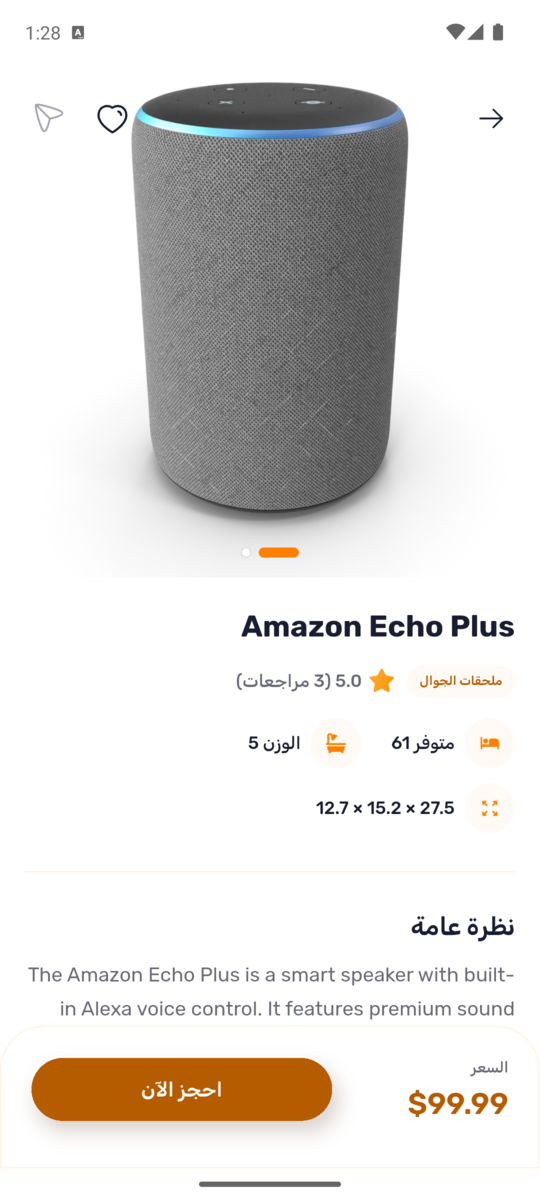 1:28
Amazon Echo Plus
ملحقات الجوال
5.0 (3 مراجعات)
متوفر 61
الوزن 5
27.5 × 15.2 × 12.7
نظرة عامة
The Amazon Echo Plus is a smart speaker with built-
in Alexa voice control. It features premium sound
السعر
$99.99
احجز الآن